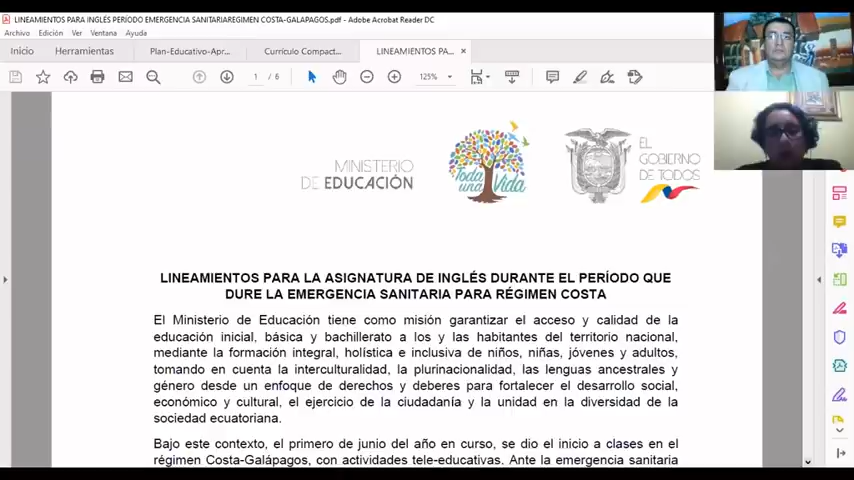 LINEAMIENTOS PARA INGLÉS PERÍODO EMERGENCIA SANITARIAREGIMEN COSTA-GALAPAGOS.pdf - Adobe Acrobat Reader DC
Archivo Edición Ver Ventana Ayuda
Inicio Herramientas Plan-Educativo-Apr... Currículo Compact... LINEAMIENTOS PA... ×
1 / 6 125%
MINISTERIO
DE EDUCACIÓN
Toda
una Vida
EL
GOBIERNO
DE TODOS
LINEAMIENTOS PARA LA ASIGNATURA DE INGLÉS DURANTE EL PERÍODO QUE
DURE LA EMERGENCIA SANITARIA PARA RÉGIMEN COSTA
El Ministerio de Educación tiene como misión garantizar el acceso y calidad de la
educación inicial, básica y bachillerato a los y las habitantes del territorio nacional,
mediante la formación integral, holística e inclusiva de niños, niñas, jóvenes y adultos,
tomando en cuenta la interculturalidad, la plurinacionalidad, las lenguas ancestrales y
género desde un enfoque de derechos y deberes para fortalecer el desarrollo social,
económico y cultural, el ejercicio de la ciudadanía y la unidad en la diversidad de la
sociedad ecuatoriana.
Bajo este contexto, el primero de junio del año en curso, se dio el inicio a clases en el
régimen Costa-Galápagos, con actividades tele-educativas. Ante la emergencia sanitaria